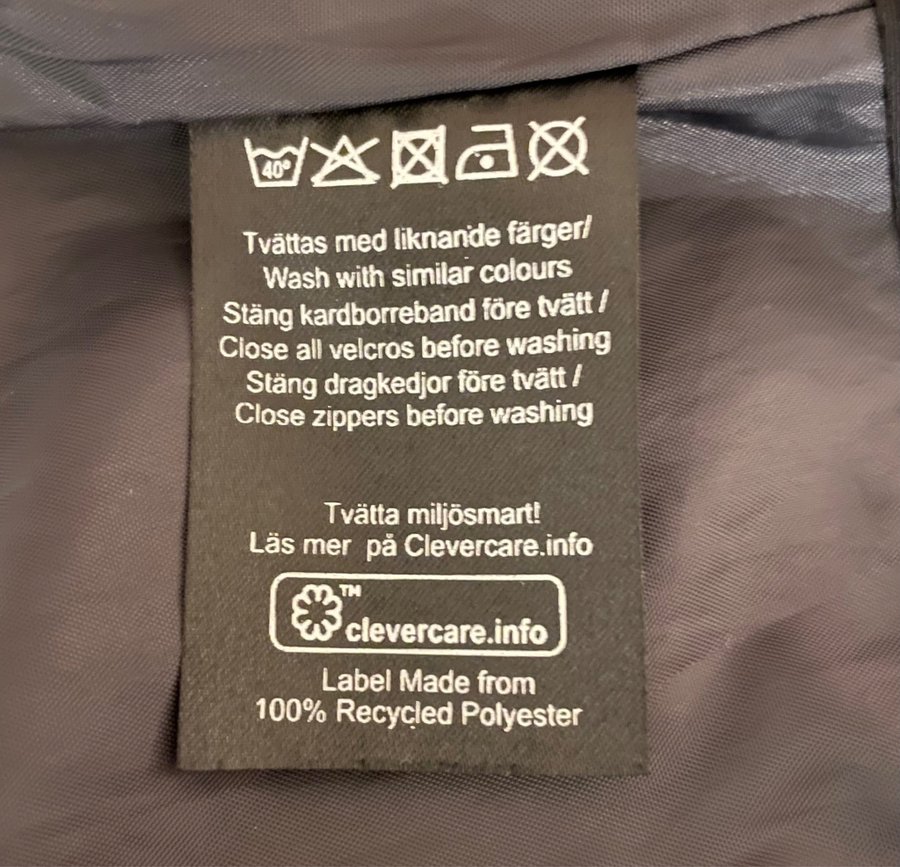 40°
Tvättas med liknande färger/
Wash with similar colours
Stäng kardborreband före tvätt /
Close all velcros before washing
Stäng dragkedjor före tvätt /
Close zippers before washing
Tvätta miljösmart!
Läs mer på Clevercare.info
TM
clevercare.info
Label Made from
100% Recycled Polyester